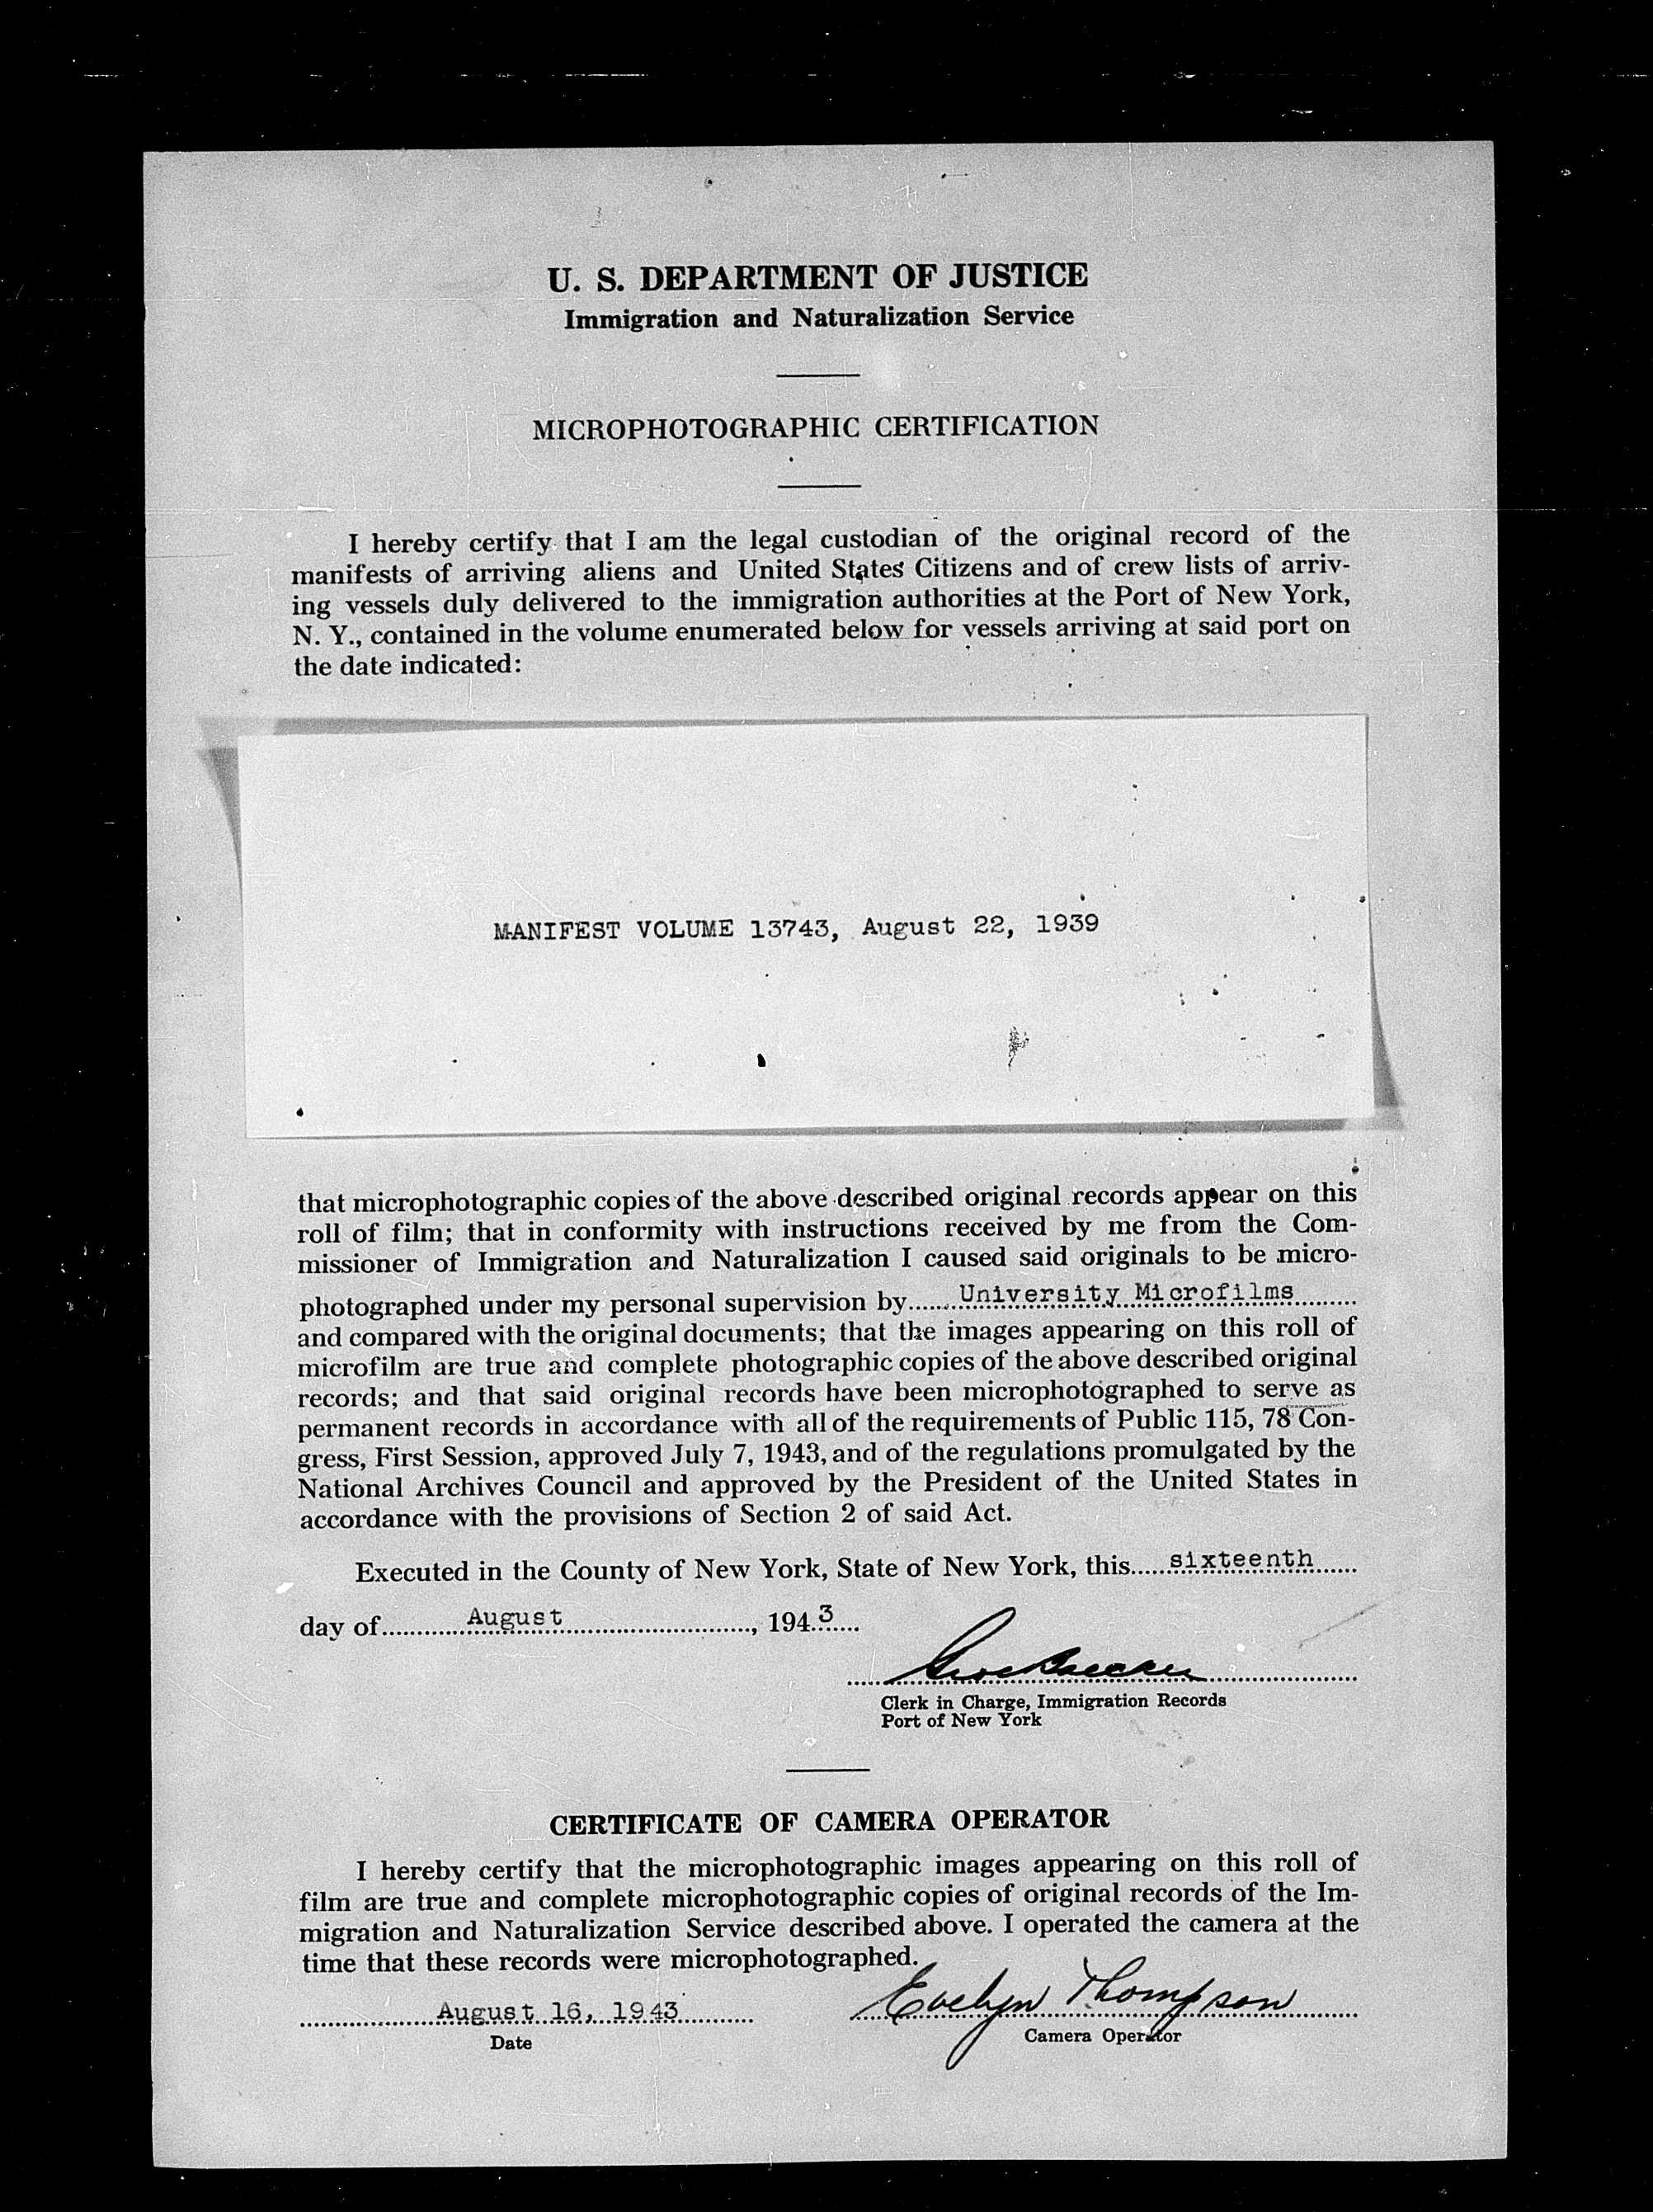 U. S. DEPARTMENT OF JUSTICE
Immigration and Naturalization Service
MICROPHOTOGRAPHIC CERTIFICATION
I hereby certify that I am the legal custodian of the original record of the
manifests of arriving aliens and United States Citizens and of crew lists of arriv-
ing vessels duly delivered to the immigration authorities at the Port of New York,
N. Y., contained in the volume enumerated below for vessels arriving at said port on
the date indicated:
MANIFEST VOLUME 13743, August 22, 1939
that microphotographic copies of the above described original records appear on this
roll of film; that in conformity with instructions received by me from the Com-
missioner of Immigration and Naturalization I caused said originals to be micro-
photographed under my personal supervision by University Microfilms
and compared with the original documents; that the images appearing on this roll of
microfilm are true and complete photographic copies of the above described original
records; and that said original records have been microphotographed to serve as
permanent records in accordance with all of the requirements of Public 115, 78 Con-
gress, First Session, approved July 7, 1943, and of the regulations promulgated by the
National Archives Council and approved by the President of the United States in
accordance with the provisions of Section 2 of said Act.
Executed in the County of New York, State of New York, this sixteenth
day of August, 1943
Clerk in Charge, Immigration Records
Port of New York
CERTIFICATE OF CAMERA OPERATOR
I hereby certify that the microphotographic images appearing on this roll of
film are true and complete microphotographic copies of original records of the Im-
migration and Naturalization Service described above. I operated the camera at the
time that these records were microphotographed.
August 16, 1943 Evelyn Thompson
Date Camera Operator